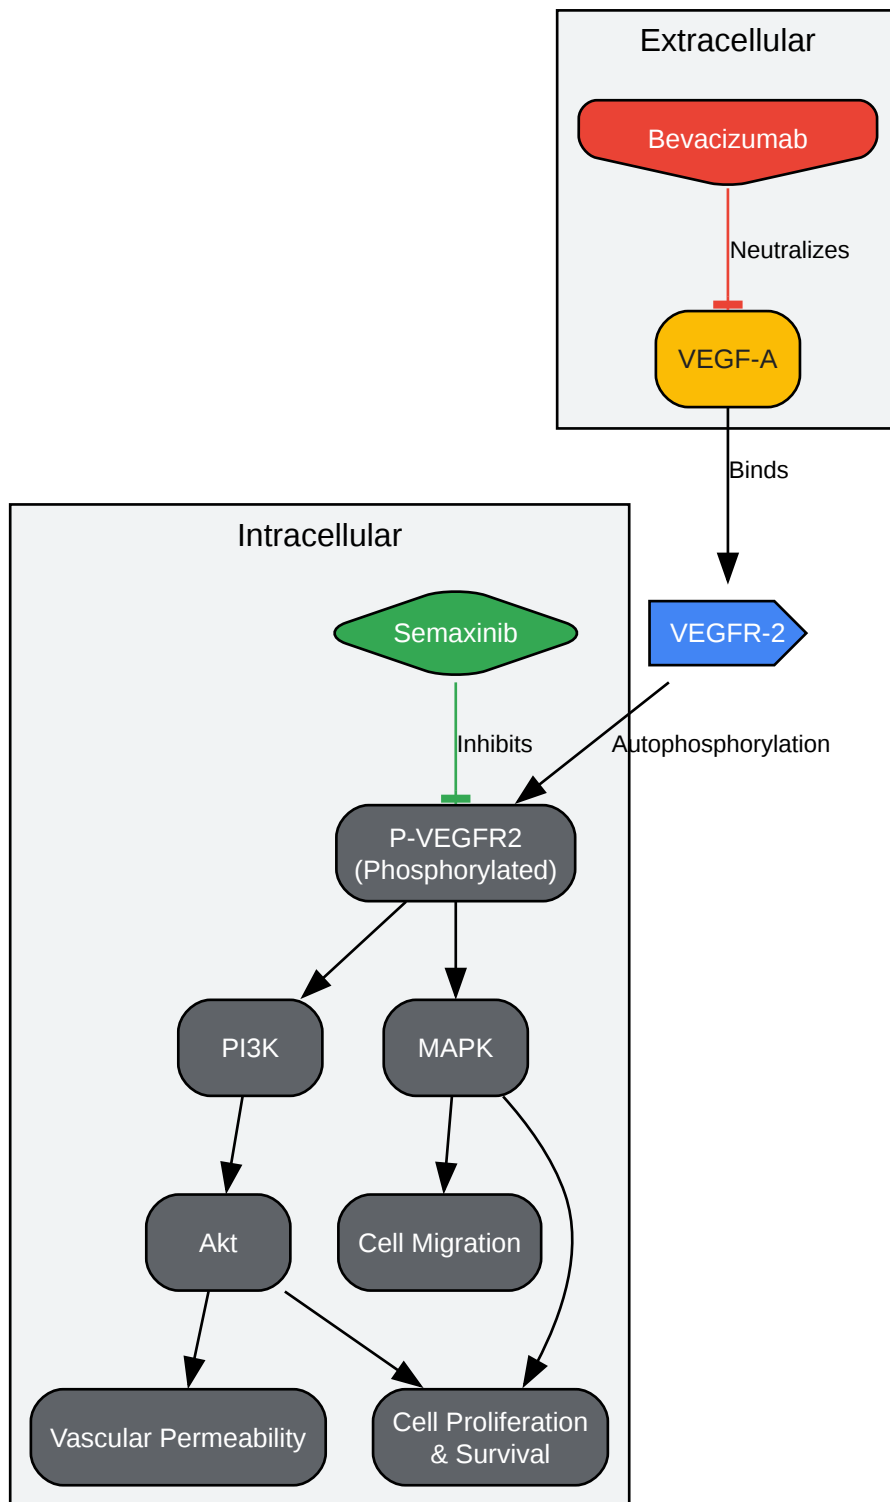 Extracellular
Bevacizumab
Neutralizes
VEGF-A
Binds
Intracellular
Semaxinib
VEGFR-2
Inhibits
Autophosphorylation
P-VEGFR2
(Phosphorylated)
PI3K
MAPK
Akt
Cell Migration
Vascular Permeability
Cell Proliferation
& Survival